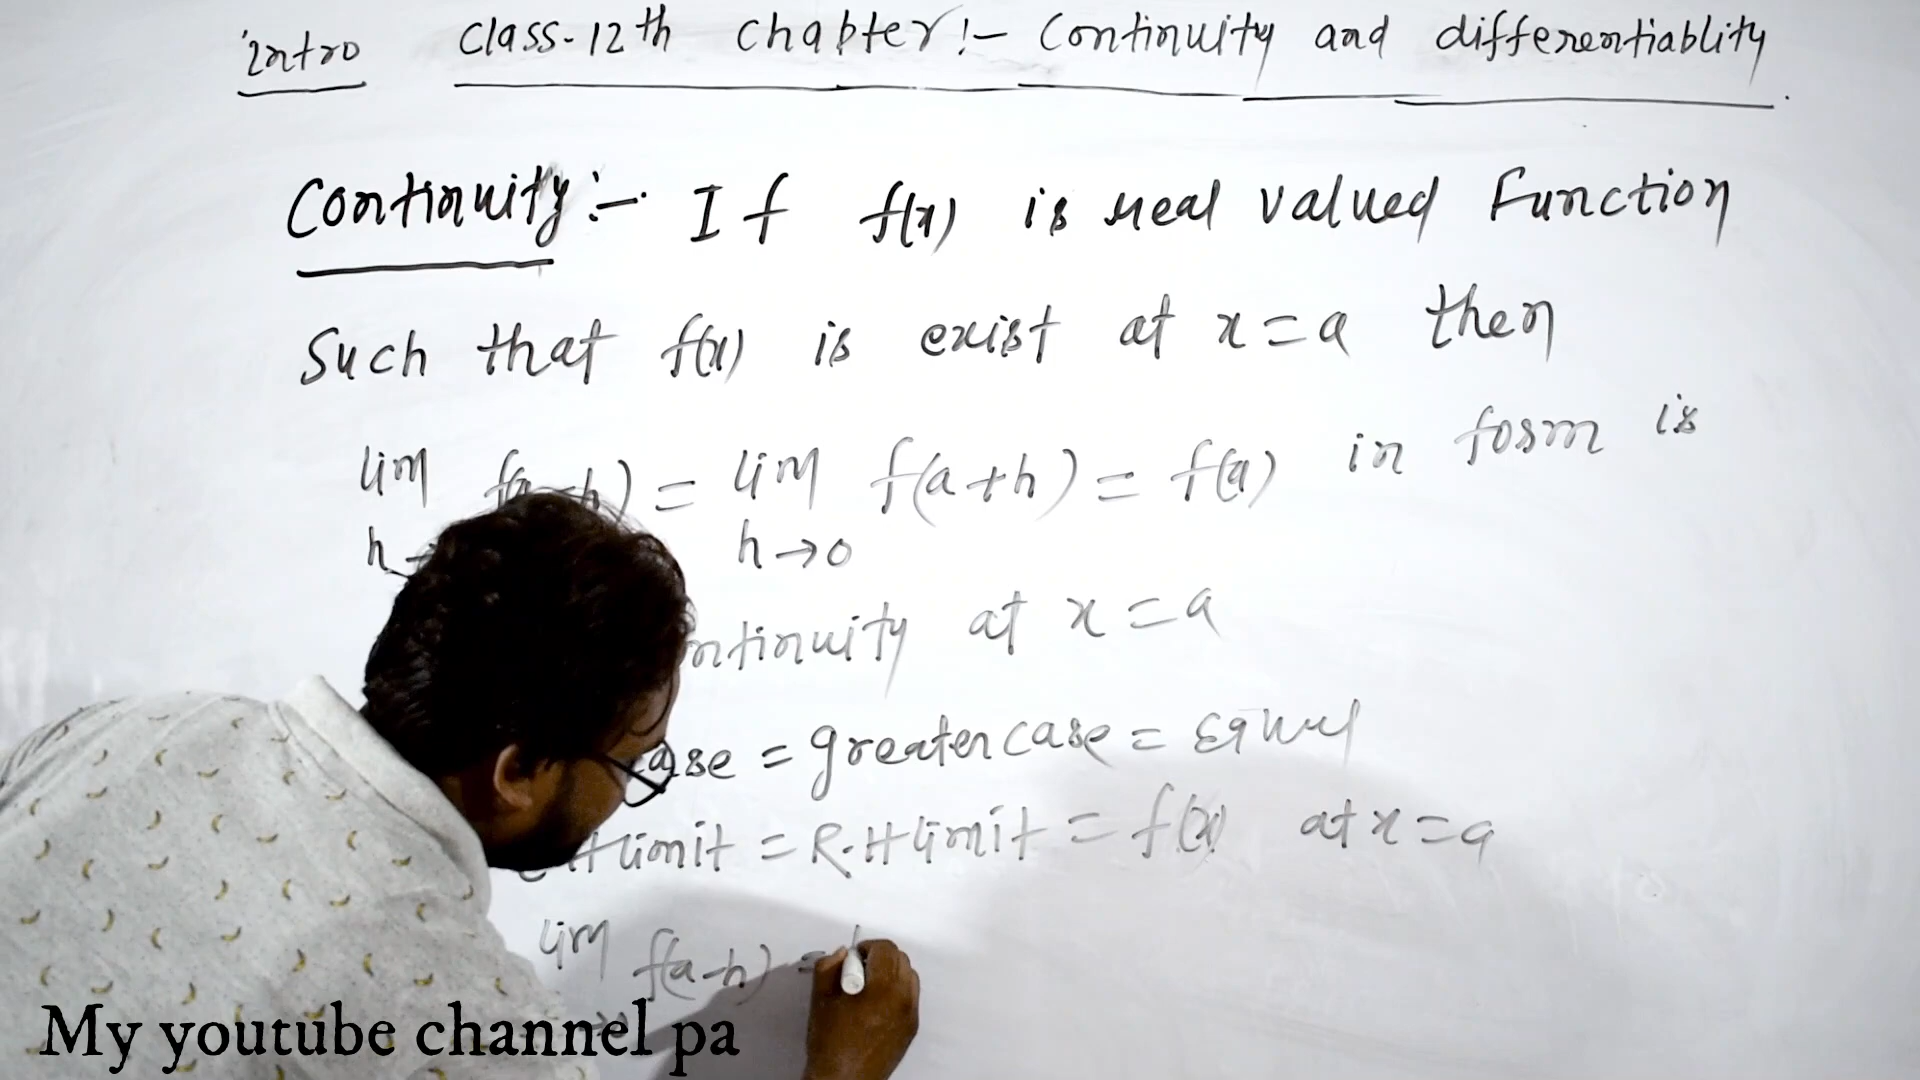 Intro Class-12th Chapter:- Continuity and differentiablity
Continuity:- If f(x) is real valued Function
Such that f(x) is exist at x=a then
lim f(a-h) = lim f(a+h) = f(a) in form is
h→ h→0
ntinuity at x=a
ase = greater case = Equal
H limit = R.H limit = f(x) at x=a
lim f(a-h) =
→0
My youtube channel pa